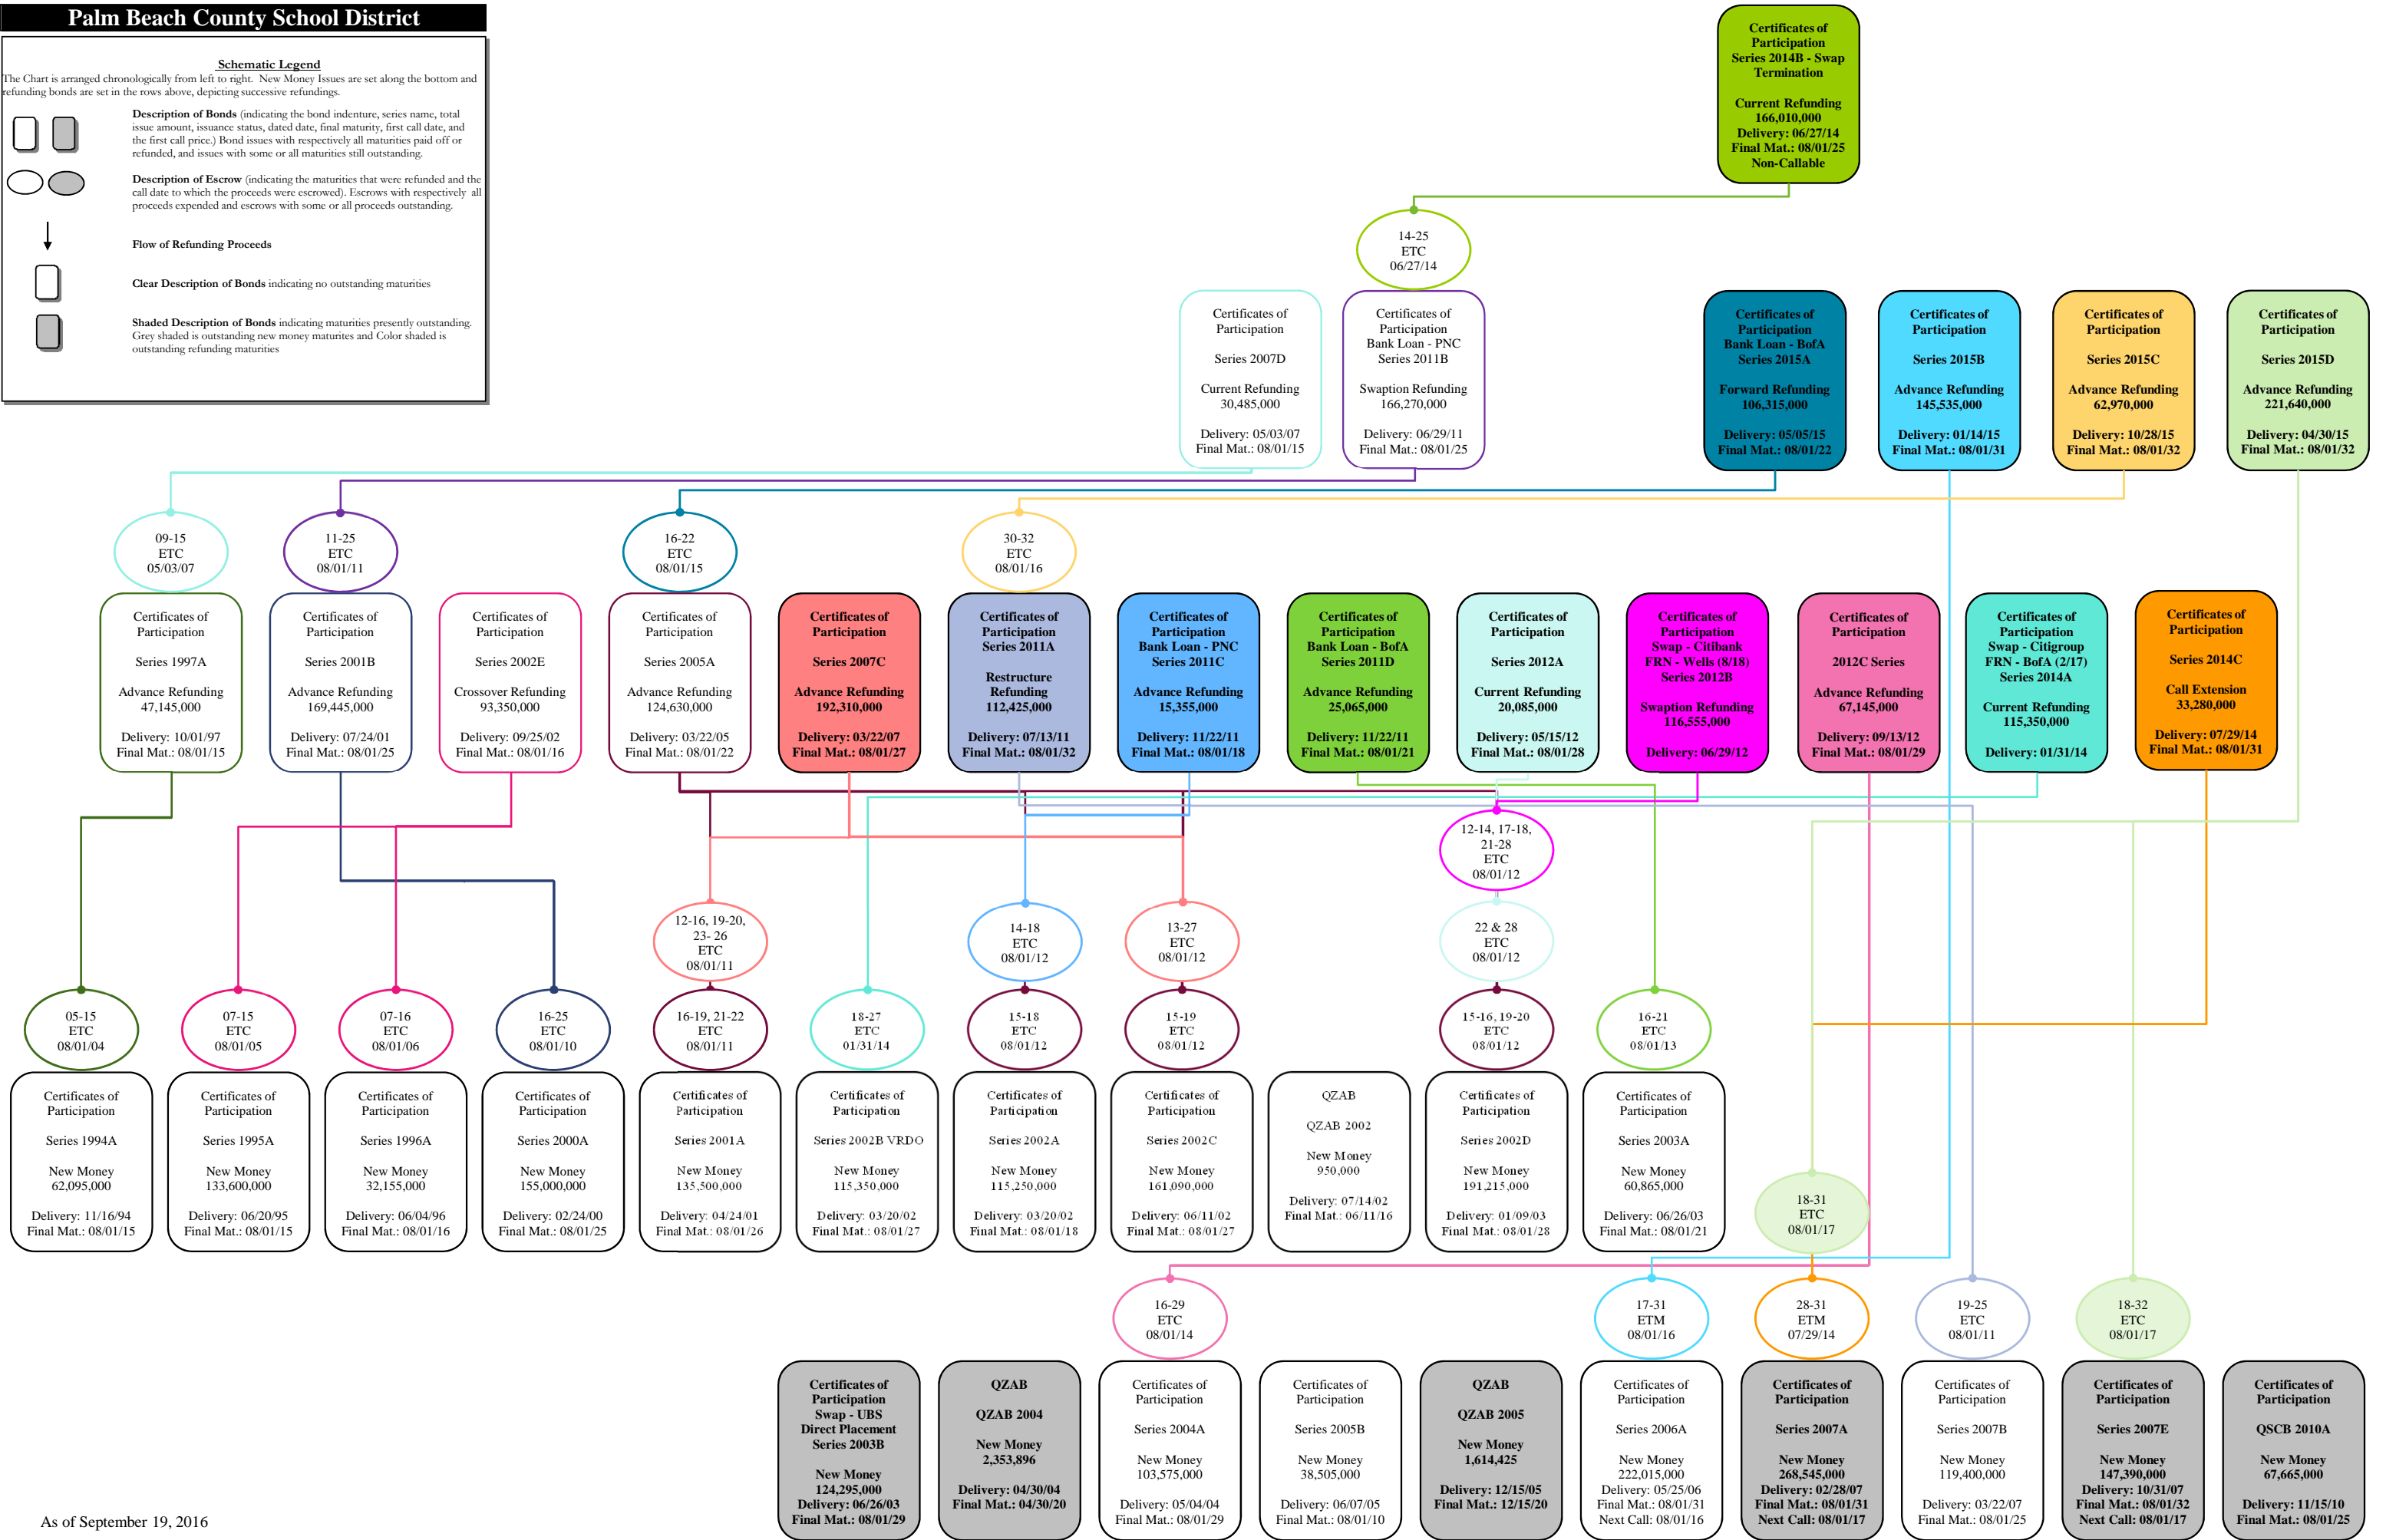 Palm Beach County School District
Schematic Legend
The Chart is arranged chronologically from left to right. New Money Issues are set along the bottom and
refunding bonds are set in the rows above, depicting successive refundings.
Description of Bonds (indicating the bond indenture, series name, total
issue amount, issuance status, dated date, final maturity, first call date, and
the first call price.) Bond issues with respectively all maturities paid off or
refunded, and issues with some or all maturities still outstanding.
Description of Escrow (indicating the maturities that were refunded and the
call date to which the proceeds were escrowed). Escrows with respectively all
proceeds expended and escrows with some or all proceeds outstanding.
Flow of Refunding Proceeds
Clear Description of Bonds indicating no outstanding maturities
Shaded Description of Bonds indicating maturities presently outstanding.
Grey shaded is outstanding new money maturites and Color shaded is
outstanding refunding maturities
Certificates of
Participation
Series 2014B - Swap
Termination
Current Refunding
166,010,000
Delivery: 06/27/14
Final Mat.: 08/01/25
Non-Callable
14-25
ETC
06/27/14
Certificates of
Participation
Series 2007D
Current Refunding
30,485,000
Delivery: 05/03/07
Final Mat.: 08/01/15
Certificates of
Participation
Bank Loan - PNC
Series 2011B
Swaption Refunding
166,270,000
Delivery: 06/29/11
Final Mat.: 08/01/25
Certificates of
Participation
Bank Loan - BofA
Series 2015A
Forward Refunding
106,315,000
Delivery: 05/05/15
Final Mat.: 08/01/22
Certificates of
Participation
Series 2015B
Advance Refunding
145,535,000
Delivery: 01/14/15
Final Mat.: 08/01/31
Certificates of
Participation
Series 2015C
Advance Refunding
62,970,000
Delivery: 10/28/15
Final Mat.: 08/01/32
Certificates of
Participation
Series 2015D
Advance Refunding
221,640,000
Delivery: 04/30/15
Final Mat.: 08/01/32
09-15
ETC
05/03/07
11-25
ETC
08/01/11
16-22
ETC
08/01/15
30-32
ETC
08/01/16
Certificates of
Participation
Series 1997A
Advance Refunding
47,145,000
Delivery: 10/01/97
Final Mat.: 08/01/15
Certificates of
Participation
Series 2001B
Advance Refunding
169,445,000
Delivery: 07/24/01
Final Mat.: 08/01/25
Certificates of
Participation
Series 2002E
Crossover Refunding
93,350,000
Delivery: 09/25/02
Final Mat.: 08/01/16
Certificates of
Participation
Series 2005A
Advance Refunding
124,630,000
Delivery: 03/22/05
Final Mat.: 08/01/22
Certificates of
Participation
Series 2007C
Advance Refunding
192,310,000
Delivery: 03/22/07
Final Mat.: 08/01/27
Certificates of
Participation
Series 2011A
Restructure
Refunding
112,425,000
Delivery: 07/13/11
Final Mat.: 08/01/32
Certificates of
Participation
Bank Loan - PNC
Series 2011C
Advance Refunding
15,355,000
Delivery: 11/22/11
Final Mat.: 08/01/18
Certificates of
Participation
Bank Loan - BofA
Series 2011D
Advance Refunding
25,065,000
Delivery: 11/22/11
Final Mat.: 08/01/21
Certificates of
Participation
Series 2012A
Current Refunding
20,085,000
Delivery: 05/15/12
Final Mat.: 08/01/28
Certificates of
Participation
Swap - Citibank
FRN - Wells (8/18)
Series 2012B
Swaption Refunding
116,555,000
Delivery: 06/29/12
Certificates of
Participation
2012C Series
Advance Refunding
67,145,000
Delivery: 09/13/12
Final Mat.: 08/01/29
Certificates of
Participation
Swap - Citigroup
FRN - BofA (2/17)
Series 2014A
Current Refunding
115,350,000
Delivery: 01/31/14
Certificates of
Participation
Series 2014C
Call Extension
33,280,000
Delivery: 07/29/14
Final Mat.: 08/01/31
12-14, 17-18,
21-28
ETC
08/01/12
12-16, 19-20,
23- 26
ETC
08/01/11
14-18
ETC
08/01/12
13-27
ETC
08/01/12
22 & 28
ETC
08/01/12
05-15
ETC
08/01/04
07-15
ETC
08/01/05
07-16
ETC
08/01/06
16-25
ETC
08/01/10
16-19, 21-22
ETC
08/01/11
18-27
ETC
01/31/14
15-18
ETC
08/01/12
15-19
ETC
08/01/12
15-16, 19-20
ETC
08/01/12
16-21
ETC
08/01/13
Certificates of
Participation
Series 1994A
New Money
62,095,000
Delivery: 11/16/94
Final Mat.: 08/01/15
Certificates of
Participation
Series 1995A
New Money
133,600,000
Delivery: 06/20/95
Final Mat.: 08/01/15
Certificates of
Participation
Series 1996A
New Money
32,155,000
Delivery: 06/04/96
Final Mat.: 08/01/16
Certificates of
Participation
Series 2000A
New Money
155,000,000
Delivery: 02/24/00
Final Mat.: 08/01/25
Certificates of
Participation
Series 2001A
New Money
135,500,000
Delivery: 04/24/01
Final Mat.: 08/01/26
Certificates of
Participation
Series 2002B VRDO
New Money
115,350,000
Delivery: 03/20/02
Final Mat.: 08/01/27
Certificates of
Participation
Series 2002A
New Money
115,250,000
Delivery: 03/20/02
Final Mat.: 08/01/18
Certificates of
Participation
Series 2002C
New Money
161,090,000
Delivery: 06/11/02
Final Mat.: 08/01/27
QZAB
QZAB 2002
New Money
950,000
Delivery: 07/14/02
Final Mat.: 06/11/16
Certificates of
Participation
Series 2002D
New Money
191,215,000
Delivery: 01/09/03
Final Mat.: 08/01/28
Certificates of
Participation
Series 2003A
New Money
60,865,000
Delivery: 06/26/03
Final Mat.: 08/01/21
18-31
ETC
08/01/17
16-29
ETC
08/01/14
17-31
ETM
08/01/16
28-31
ETM
07/29/14
19-25
ETC
08/01/11
18-32
ETC
08/01/17
Certificates of
Participation
Swap - UBS
Direct Placement
Series 2003B
New Money
124,295,000
Delivery: 06/26/03
Final Mat.: 08/01/29
QZAB
QZAB 2004
New Money
2,353,896
Delivery: 04/30/04
Final Mat.: 04/30/20
Certificates of
Participation
Series 2004A
New Money
103,575,000
Delivery: 05/04/04
Final Mat.: 08/01/29
Certificates of
Participation
Series 2005B
New Money
38,505,000
Delivery: 06/07/05
Final Mat.: 08/01/10
QZAB
QZAB 2005
New Money
1,614,425
Delivery: 12/15/05
Final Mat.: 12/15/20
Certificates of
Participation
Series 2006A
New Money
222,015,000
Delivery: 05/25/06
Final Mat.: 08/01/31
Next Call: 08/01/16
Certificates of
Participation
Series 2007A
New Money
268,545,000
Delivery: 02/28/07
Final Mat.: 08/01/31
Next Call: 08/01/17
Certificates of
Participation
Series 2007B
New Money
119,400,000
Delivery: 03/22/07
Final Mat.: 08/01/25
Certificates of
Participation
Series 2007E
New Money
147,390,000
Delivery: 10/31/07
Final Mat.: 08/01/32
Next Call: 08/01/17
Certificates of
Participation
QSCB 2010A
New Money
67,665,000
Delivery: 11/15/10
Final Mat.: 08/01/25
As of September 19, 2016